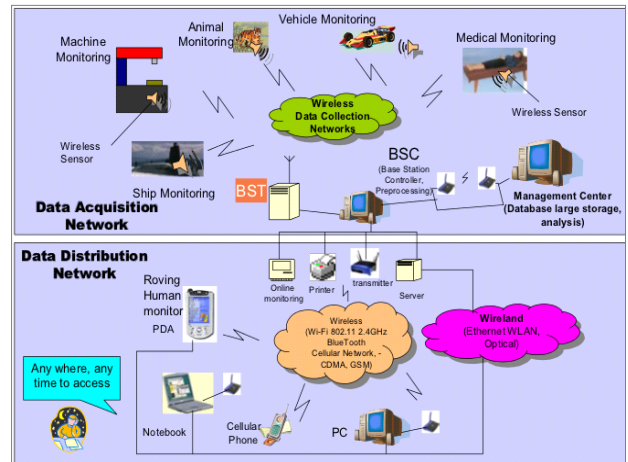 Machine
Monitoring
Animal
Monitoring
Vehicle Monitoring
Medical Monitoring
Wireless
Data Collection
Networks
Wireless Sensor
Wireless
Sensor
Ship Monitoring
BST
BSC
(Base Station
Controller,
Preprocessing)
Management Center
(Database large storage,
analysis)
Data Acquisition
Network
Data Distribution
Network
Online
monitoring
Printer
transmitter
Server
Roving
Human
monitor
PDA
Wireless
(Wi-Fi 802.11 2.4GHz
BlueTooth
Cellular Network, -
CDMA, GSM)
Wireland
(Ethernet WLAN,
Optical)
Any where, any
time to access
Notebook
Cellular
Phone
PC